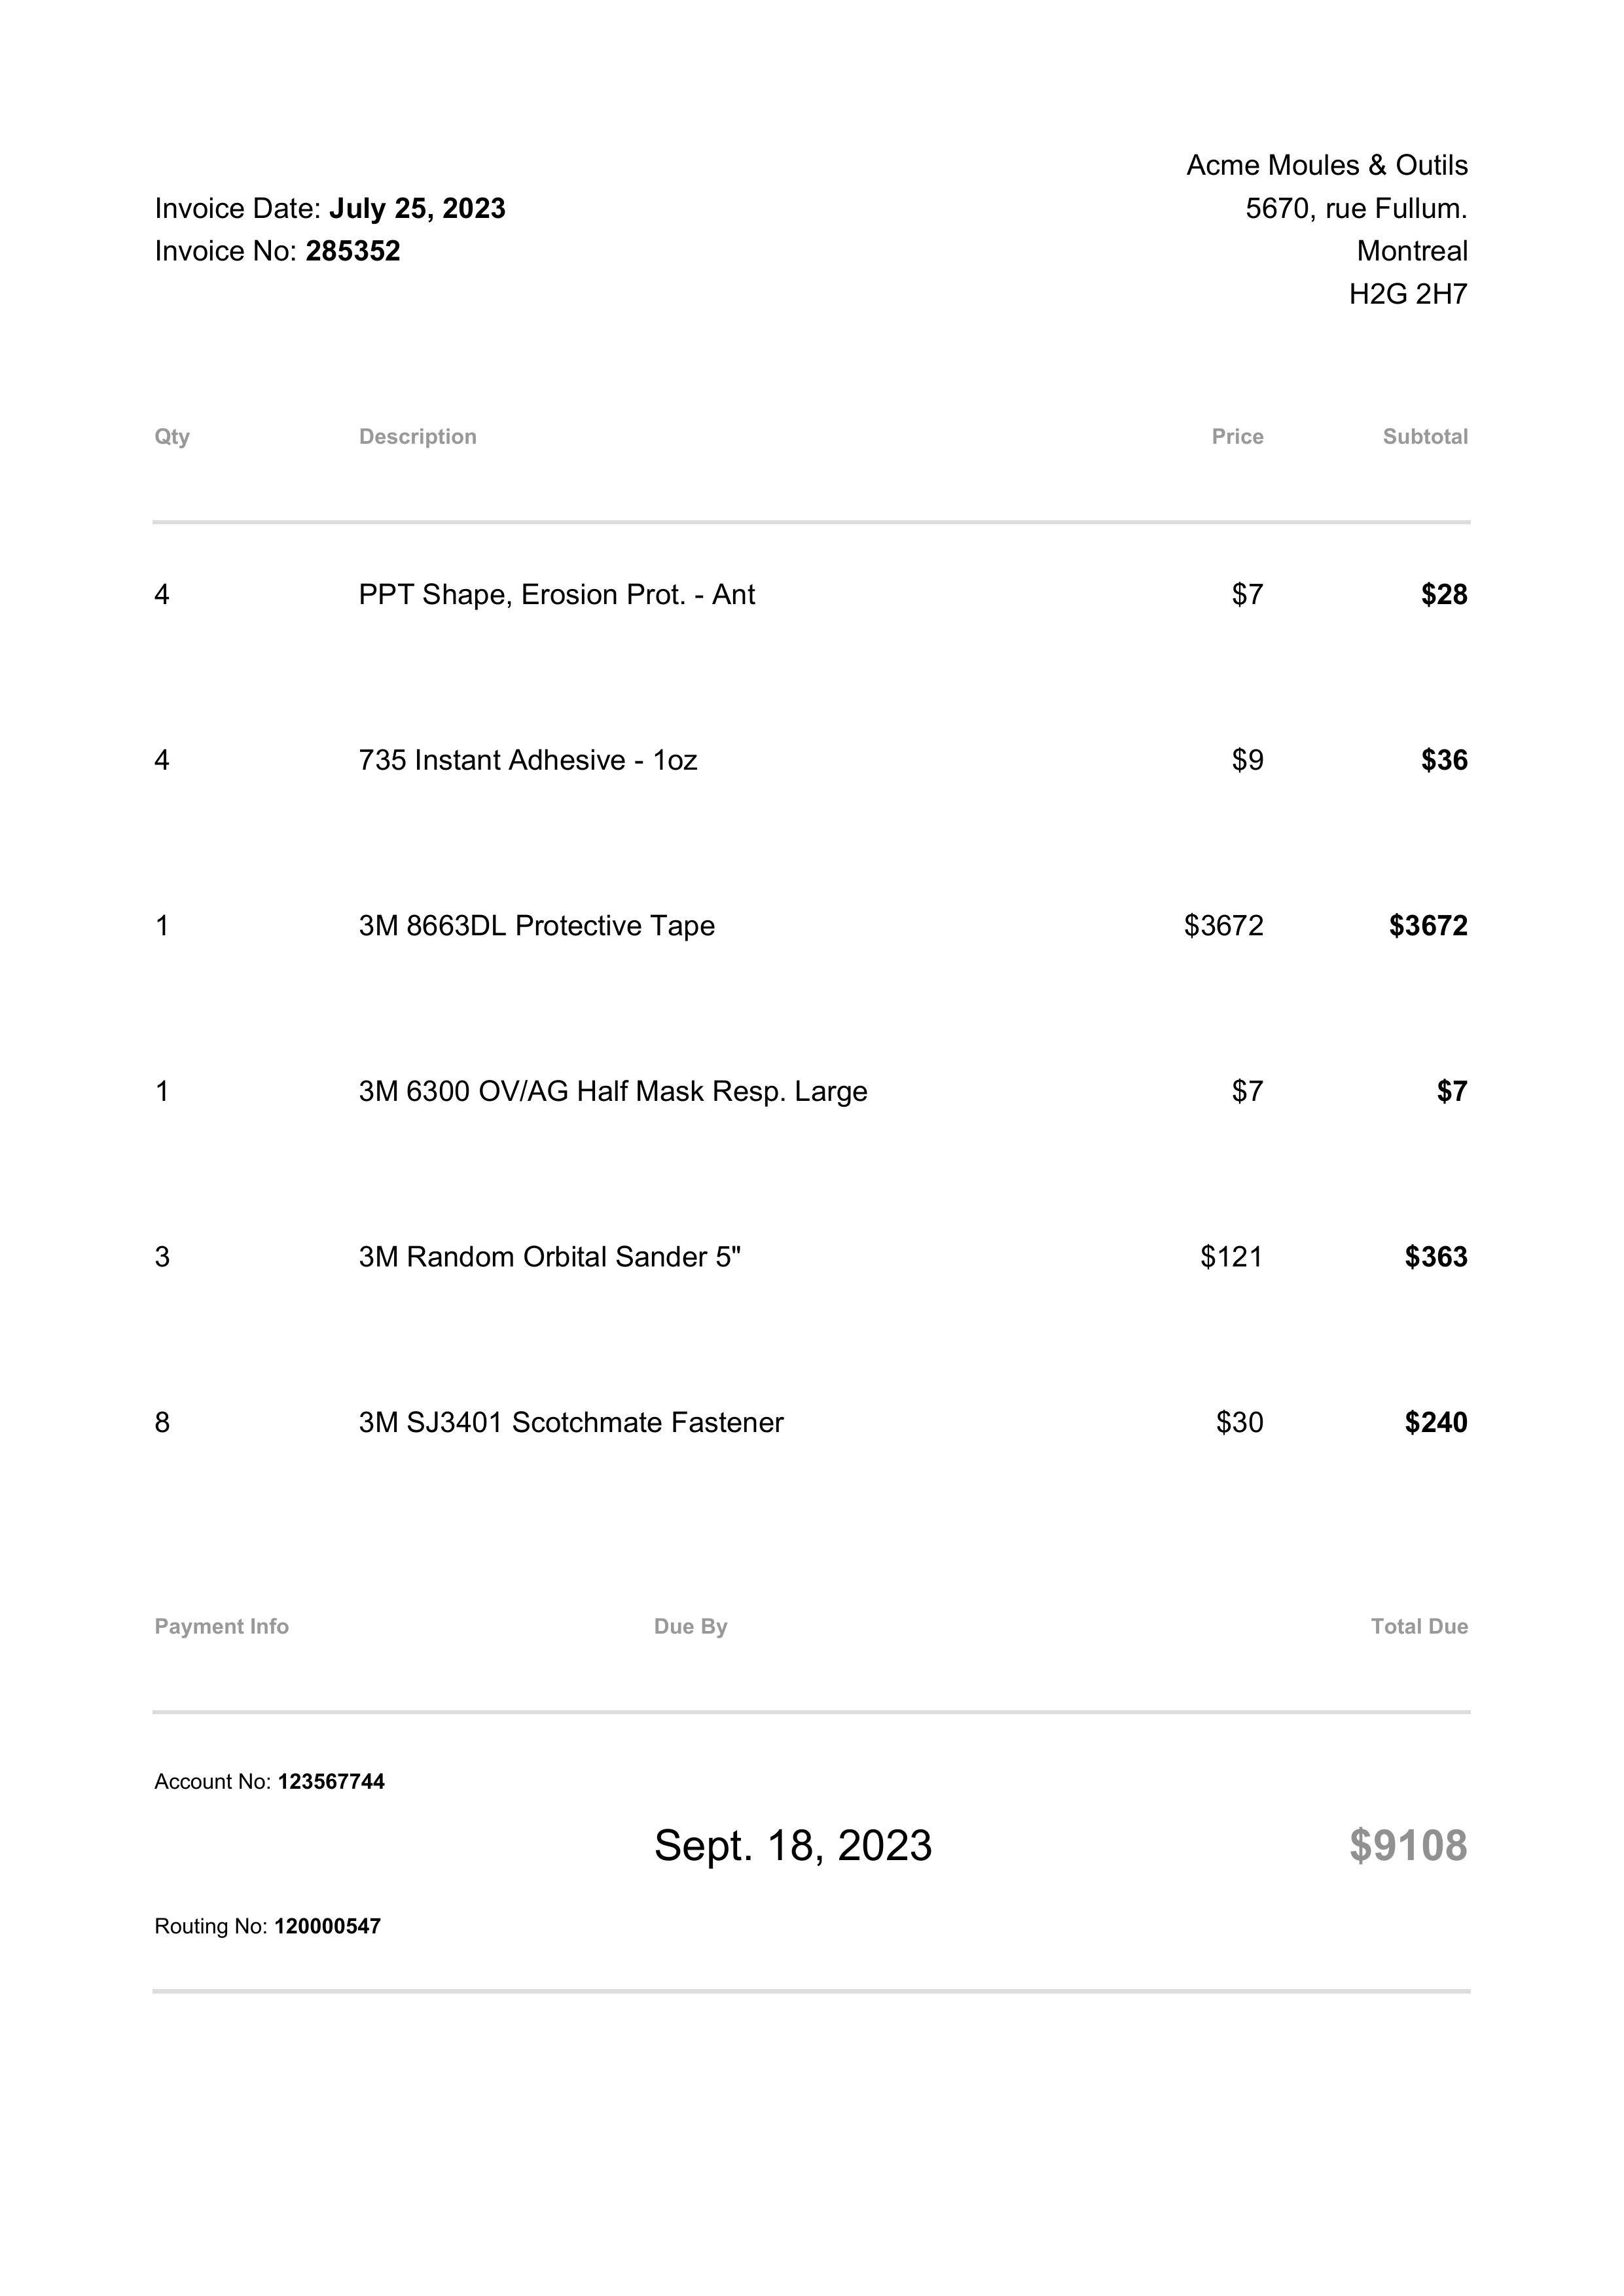 Acme Moules & Outils
Invoice Date: July 25, 2023 5670, rue Fullum.
Invoice No: 285352 Montreal
H2G 2H7
Qty Description Price Subtotal
4 PPT Shape, Erosion Prot. - Ant $7 $28
4 735 Instant Adhesive - 1oz $9 $36
1 3M 8663DL Protective Tape $3672 $3672
1 3M 6300 OV/AG Half Mask Resp. Large $7 $7
3 3M Random Orbital Sander 5" $121 $363
8 3M SJ3401 Scotchmate Fastener $30 $240
Payment Info Due By Total Due
Account No: 123567744
Sept. 18, 2023 $9108
Routing No: 120000547